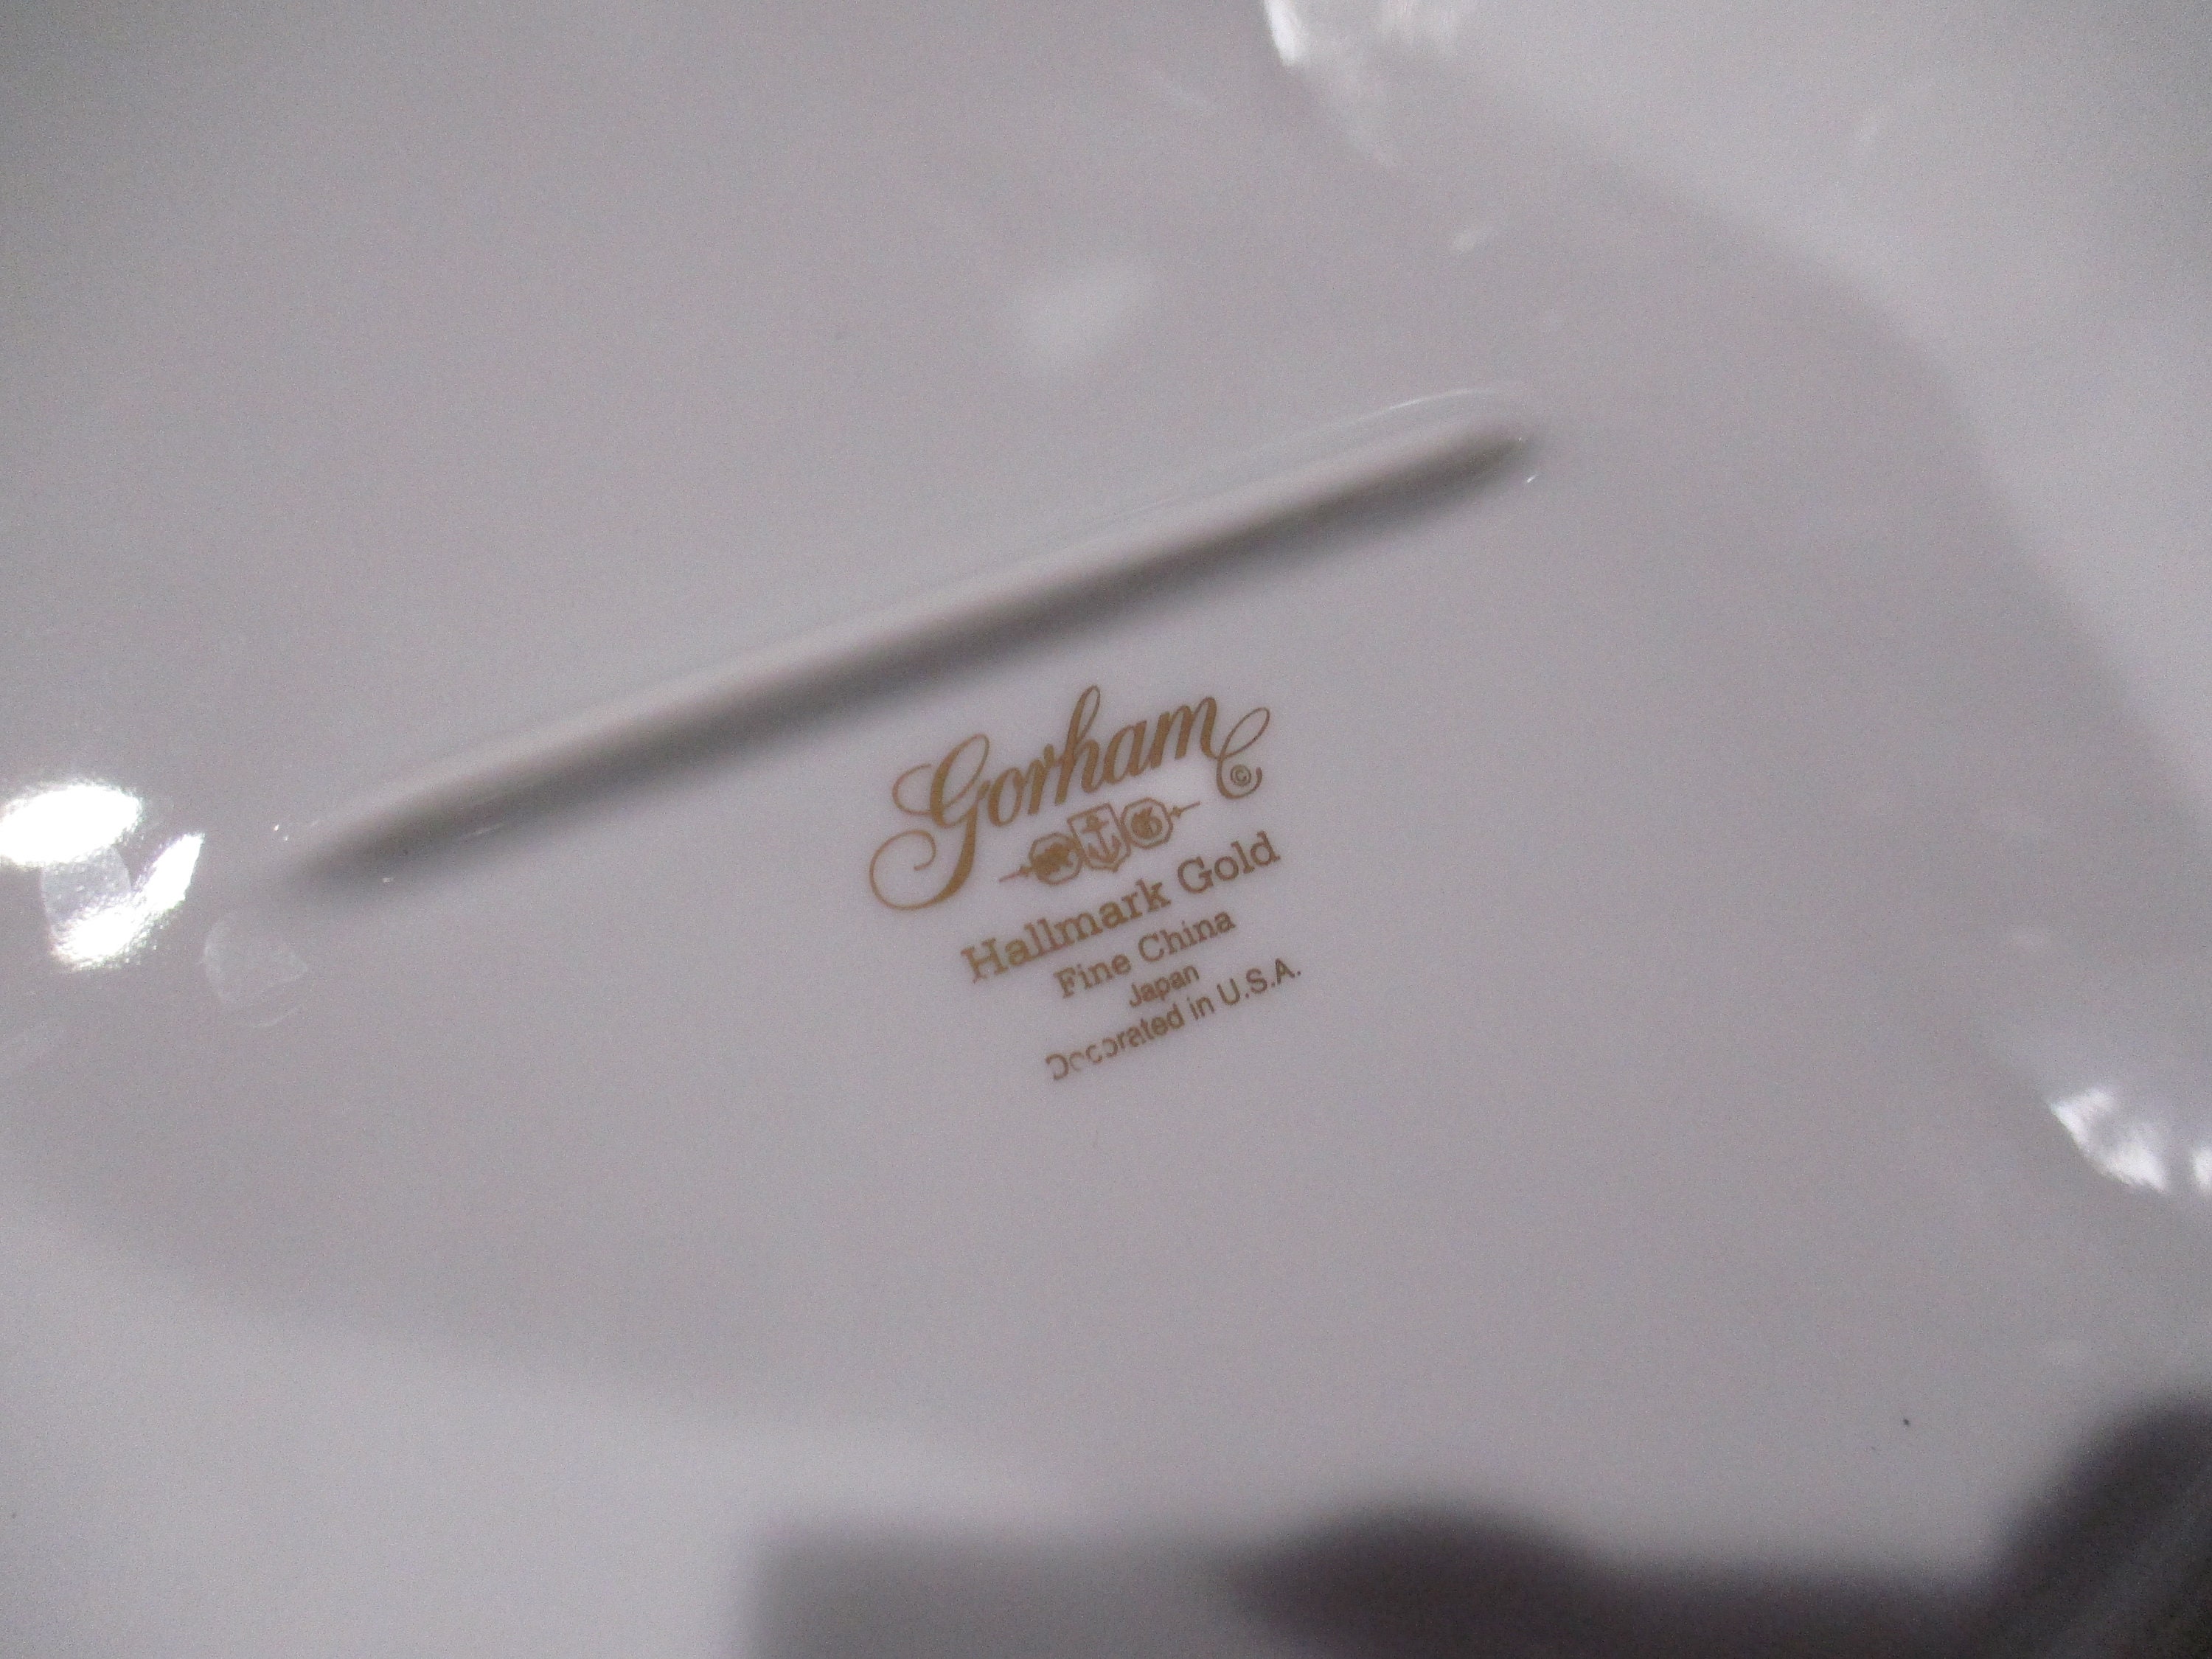 Gorham
©
Hallmark Gold
Fine China
Japan
Decorated in U.S.A.